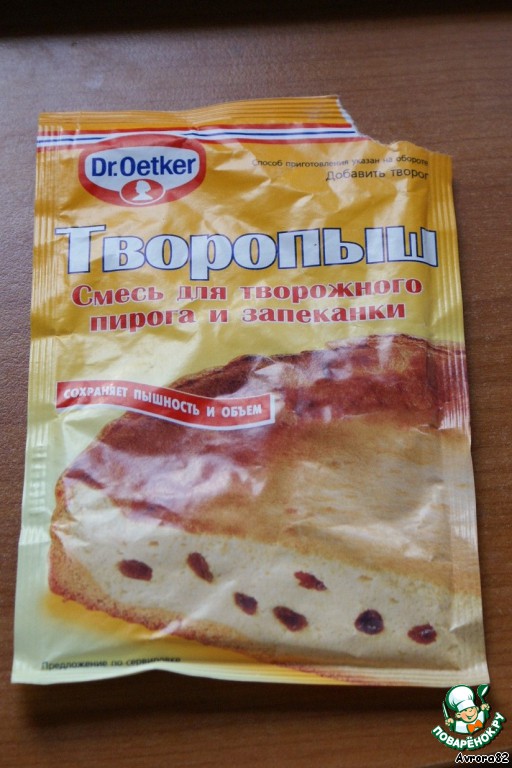 Dr.Oetker
Способ приготовления указан на обороте
Добавить творог
Творопыш
Смесь для творожного
пирога и запеканки
СОХРАНЯЕТ ПЫШНОСТЬ И ОБЪЕМ
Предложение по сервировке
ПОВАРЁНОК.РУ
Avrora82